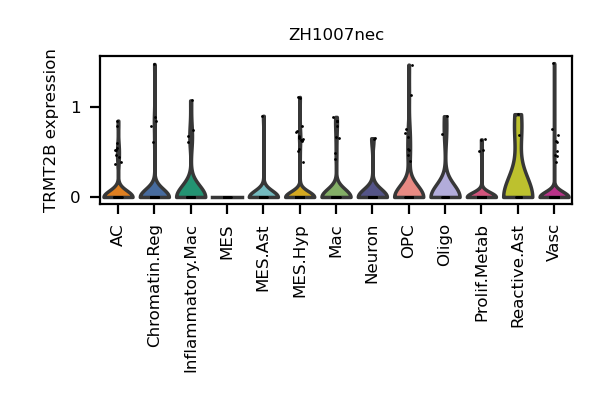 ZH1007nec
TRMT2B expression
1
0
AC
Chromatin.Reg
Inflammatory.Mac
MES
MES.Ast
MES.Hyp
Mac
Neuron
OPC
Oligo
Prolif.Metab
Reactive.Ast
Vasc